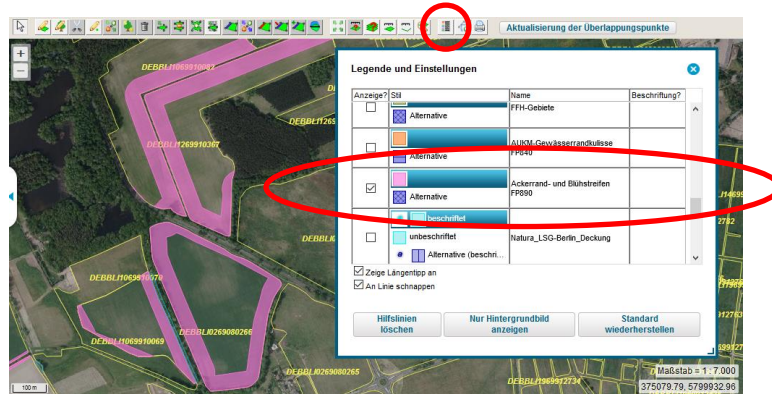 Aktualisierung der Überlappungspunkte
+
−
DEBBLI1069910082
Legende und Einstellungen
Anzeige? Stil Name Beschriftung?
FFH-Gebiete
Alternative
DEBBLI1269910367
AUKM-Gewässerrandkulisse
FP840
Alternative
Ackerrand- und Blühstreifen
FP890
Alternative
beschriftet
unbeschriftet
Natura_LSG-Berlin_Deckung
Alternative (beschri...
Zeige Längentipp an
An Linie schnappen
DEBBLI1069910070
DEBBLI0269080266
DEBBLI1069910069
Hilfslinien
löschen
Nur Hintergrundbild
anzeigen
Standard
wiederherstellen
DEBBLI0269080265
DEBBLI1969912734
Maßstab = 1 : 7.000
100 m
375079.79, 5799932.96